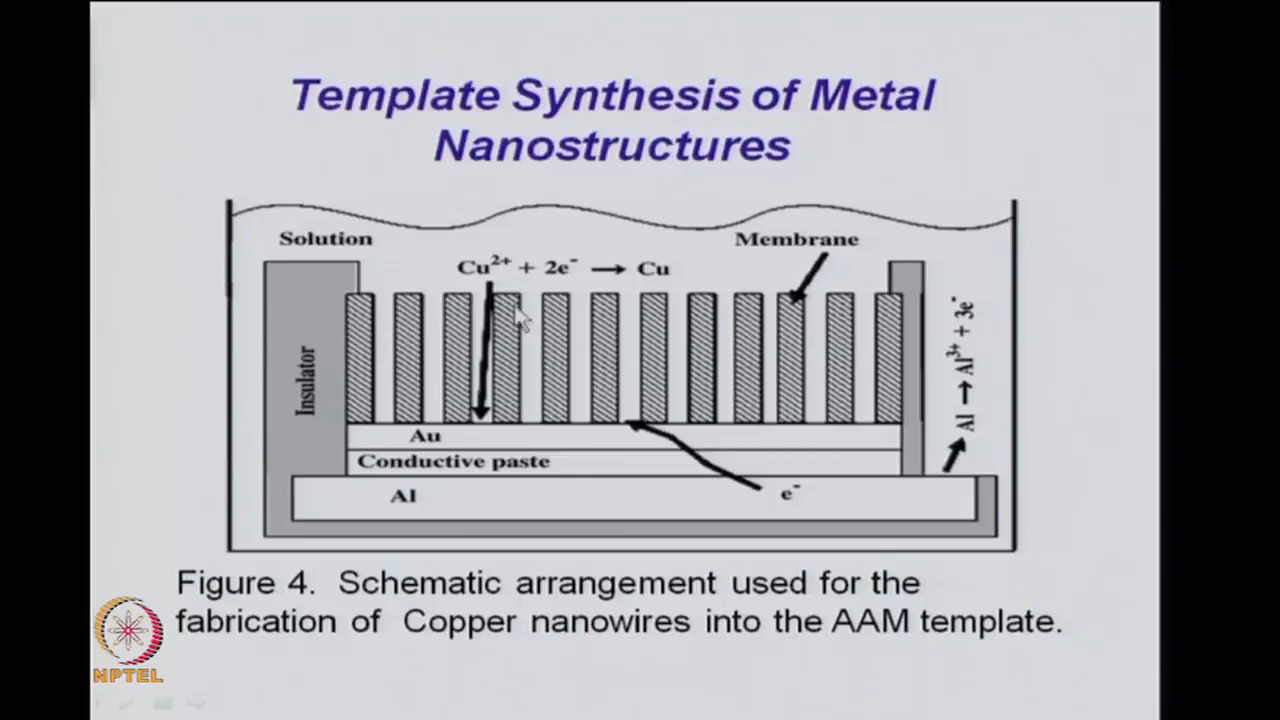 Template Synthesis of Metal
Nanostructures
Solution
Membrane
Cu²⁺ + 2e⁻ → Cu
Insulator
Al → Al³⁺ + 3e⁻
Au
Conductive paste
Al
e⁻
Figure 4. Schematic arrangement used for the
fabrication of Copper nanowires into the AAM template.
NPTEL